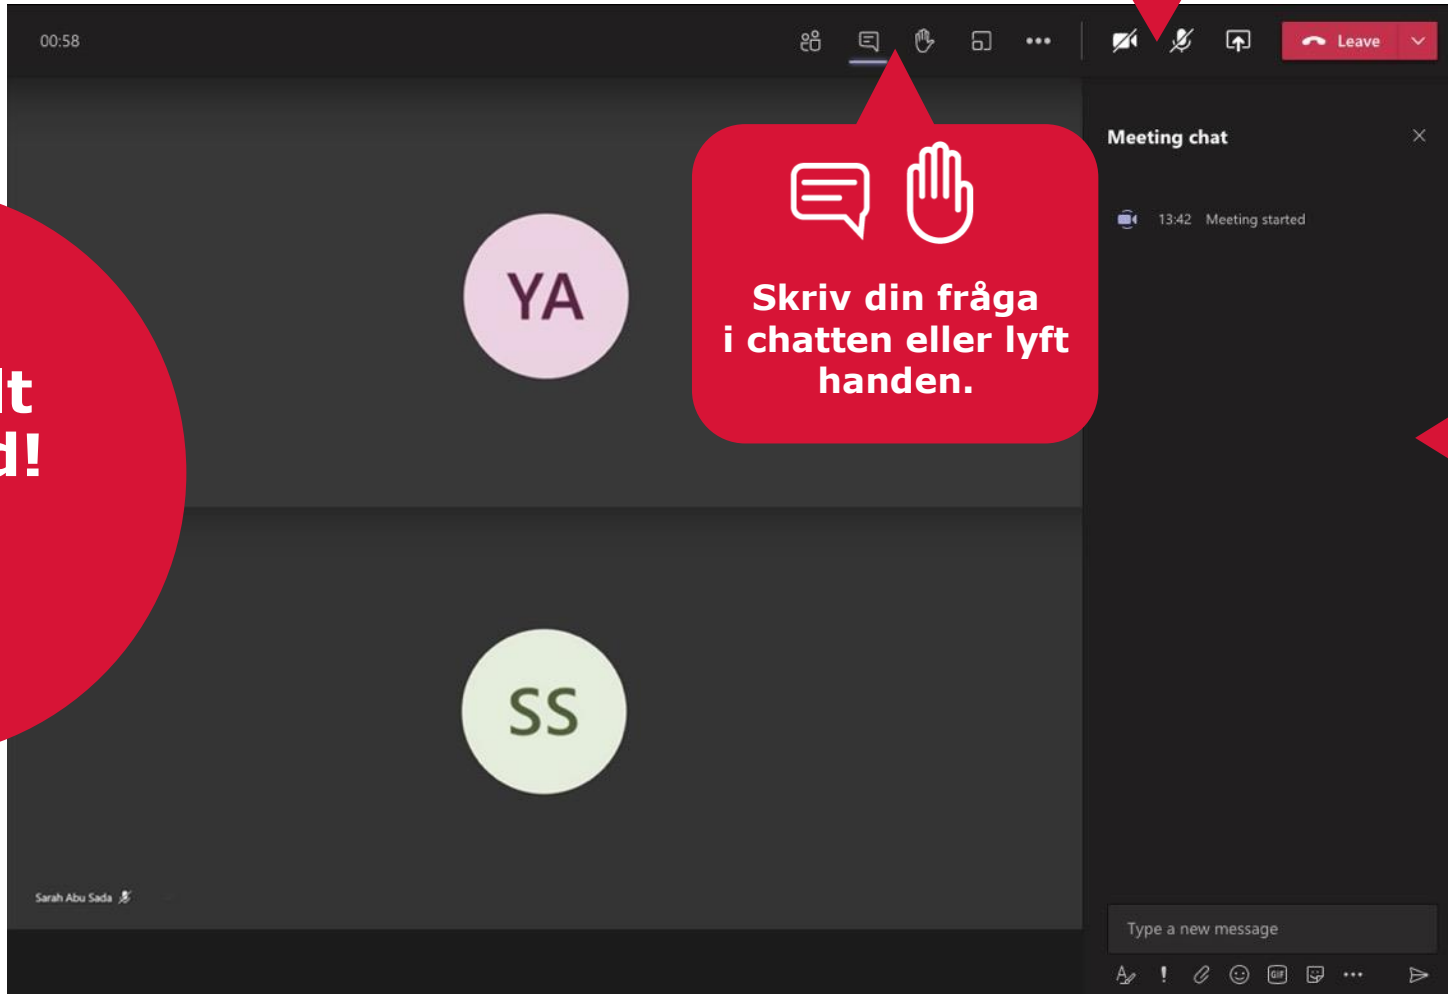 00:58
Leave
Meeting chat
13:42 Meeting started
YA
Skriv din fråga
i chatten eller lyft
handen.
SS
Sarah Abu Sada
Type a new message
GIF